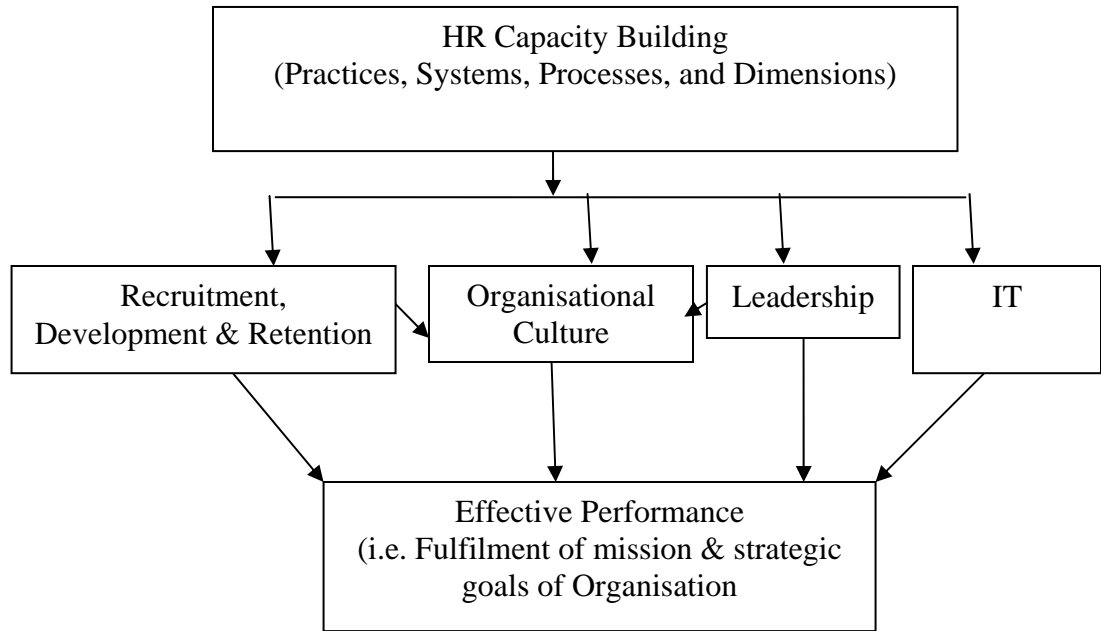 HR Capacity Building
(Practices, Systems, Processes, and Dimensions)
Recruitment,
Development & Retention
Organisational
Culture
Leadership
IT
Effective Performance
(i.e. Fulfilment of mission & strategic
goals of Organisation